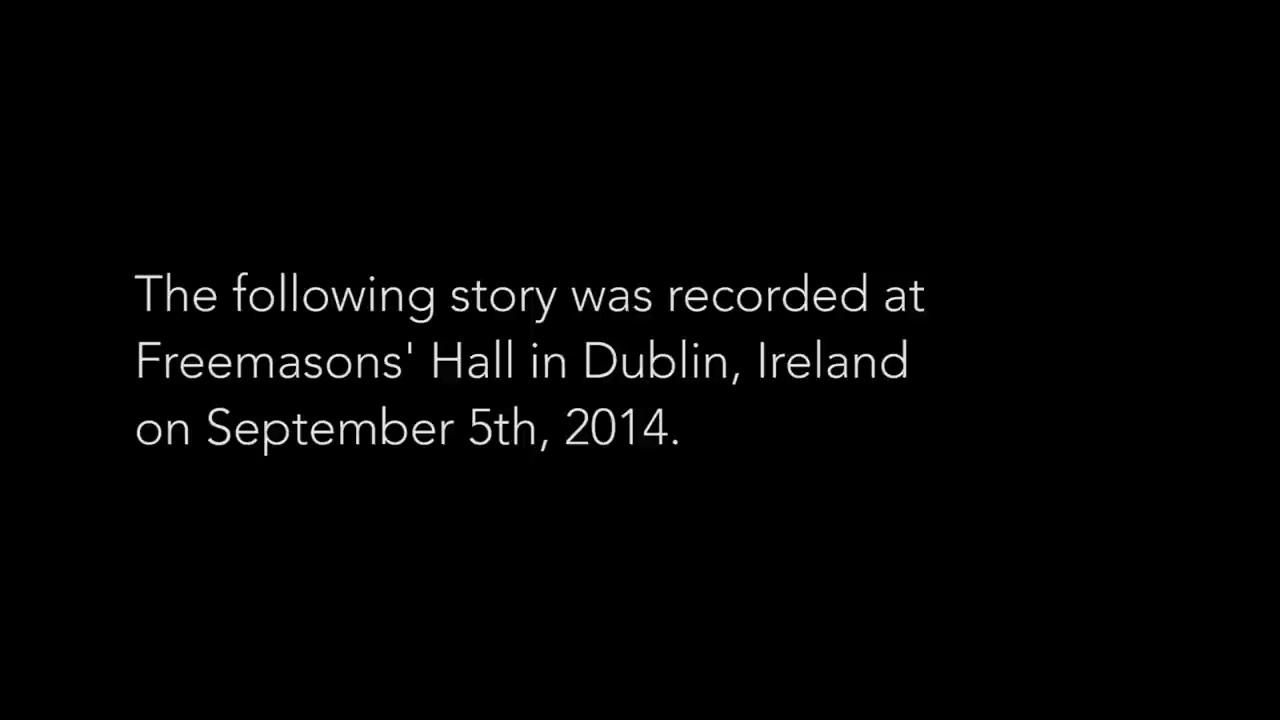 The following story was recorded at
Freemasons' Hall in Dublin, Ireland
on September 5th, 2014.